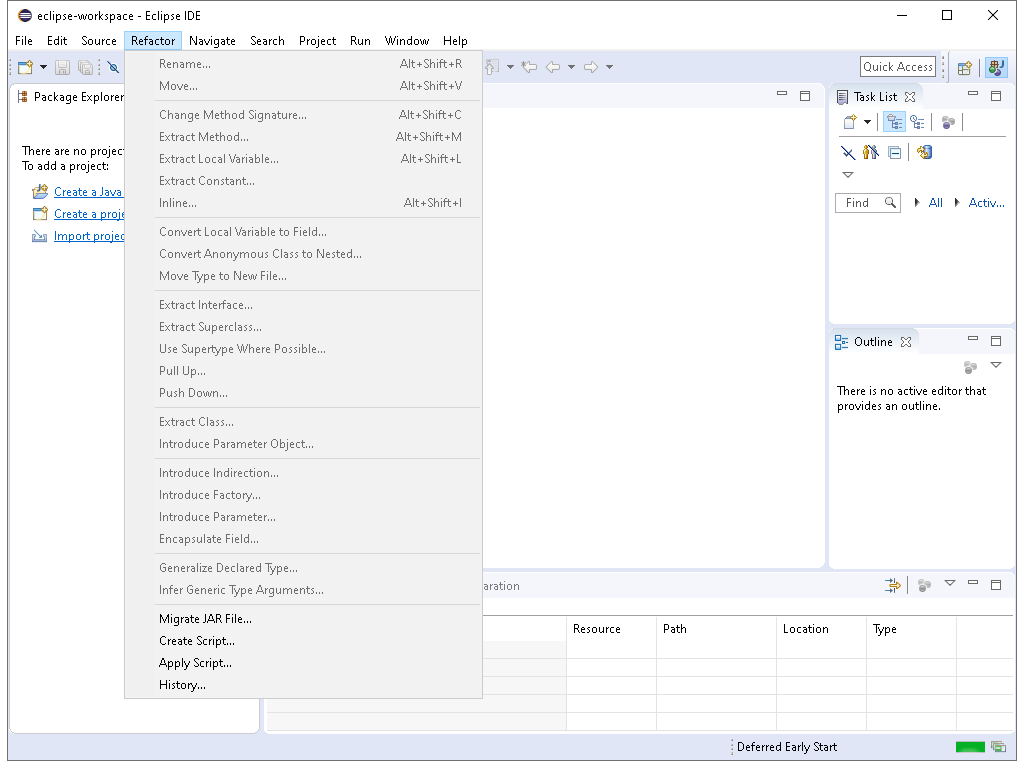 eclipse-workspace - Eclipse IDE
File Edit Source Refactor Navigate Search Project Run Window Help
Quick Access
Package Explorer
There are no projec
To add a project:
Create a Java
Create a proje
Import projec
Rename... Alt+Shift+R
Move... Alt+Shift+V
Change Method Signature... Alt+Shift+C
Extract Method... Alt+Shift+M
Extract Local Variable... Alt+Shift+L
Extract Constant...
Inline... Alt+Shift+I
Convert Local Variable to Field...
Convert Anonymous Class to Nested...
Move Type to New File...
Extract Interface...
Extract Superclass...
Use Supertype Where Possible...
Pull Up...
Push Down...
Extract Class...
Introduce Parameter Object...
Introduce Indirection...
Introduce Factory...
Introduce Parameter...
Encapsulate Field...
Generalize Declared Type...
Infer Generic Type Arguments...
Migrate JAR File...
Create Script...
Apply Script...
History...
Task List
Find All Activ...
Outline
There is no active editor that
provides an outline.
aration
Resource Path Location Type
Deferred Early Start